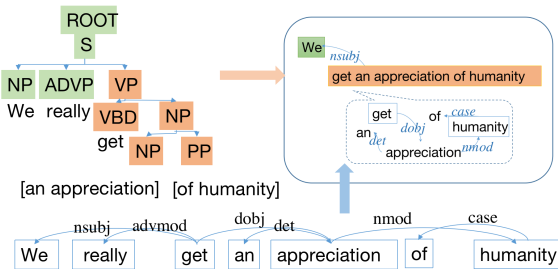 ROOT
S
NP ADVP VP
We really VBD NP
get NP PP
[an appreciation] [of humanity]
We
nsubj
get an appreciation of humanity
get of case
an dobj humanity
det appreciation nmod
nsubj advmod dobj det nmod case
We really get an appreciation of humanity